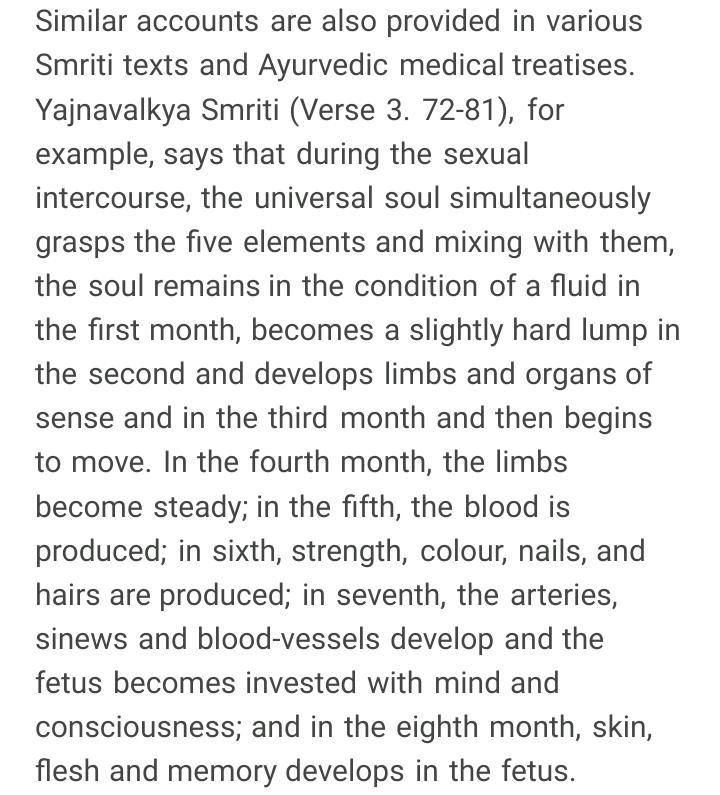 Similar accounts are also provided in various
Smriti texts and Ayurvedic medical treatises.
Yajnavalkya Smriti (Verse 3. 72-81), for
example, says that during the sexual
intercourse, the universal soul simultaneously
grasps the five elements and mixing with them,
the soul remains in the condition of a fluid in
the first month, becomes a slightly hard lump in
the second and develops limbs and organs of
sense and in the third month and then begins
to move. In the fourth month, the limbs
become steady; in the fifth, the blood is
produced; in sixth, strength, colour, nails, and
hairs are produced; in seventh, the arteries,
sinews and blood-vessels develop and the
fetus becomes invested with mind and
consciousness; and in the eighth month, skin,
flesh and memory develops in the fetus.